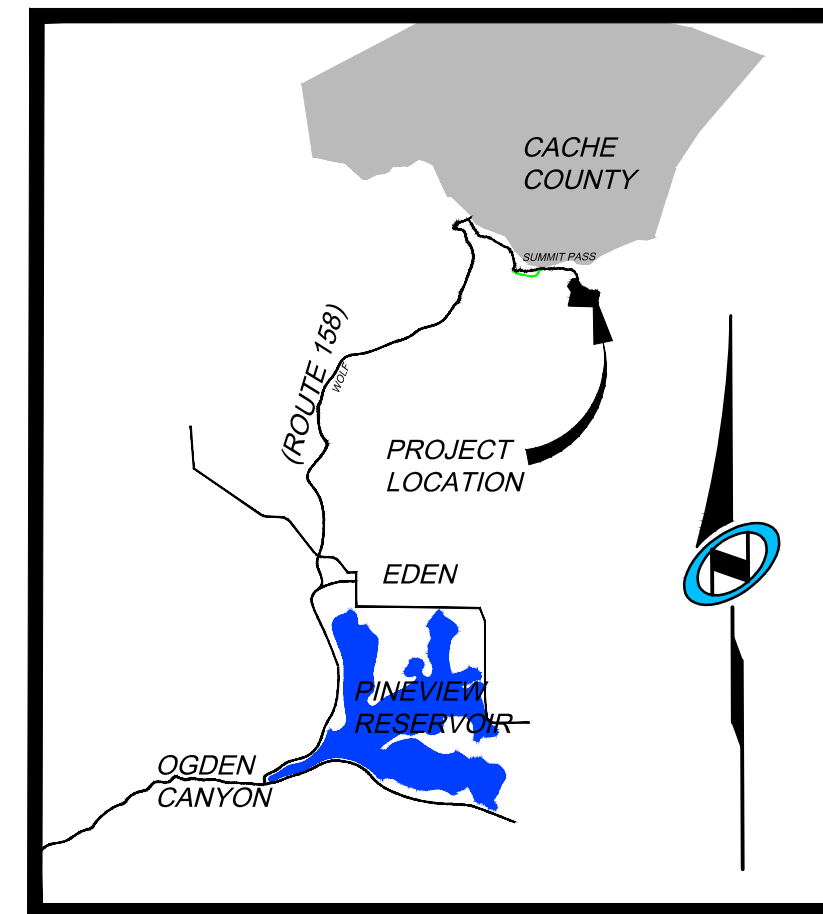 CACHE
COUNTY
SUMMIT PASS
(ROUTE 158)
WOLF
PROJECT
LOCATION
N
EDEN
PINEVIEW
RESERVOIR
OGDEN
CANYON